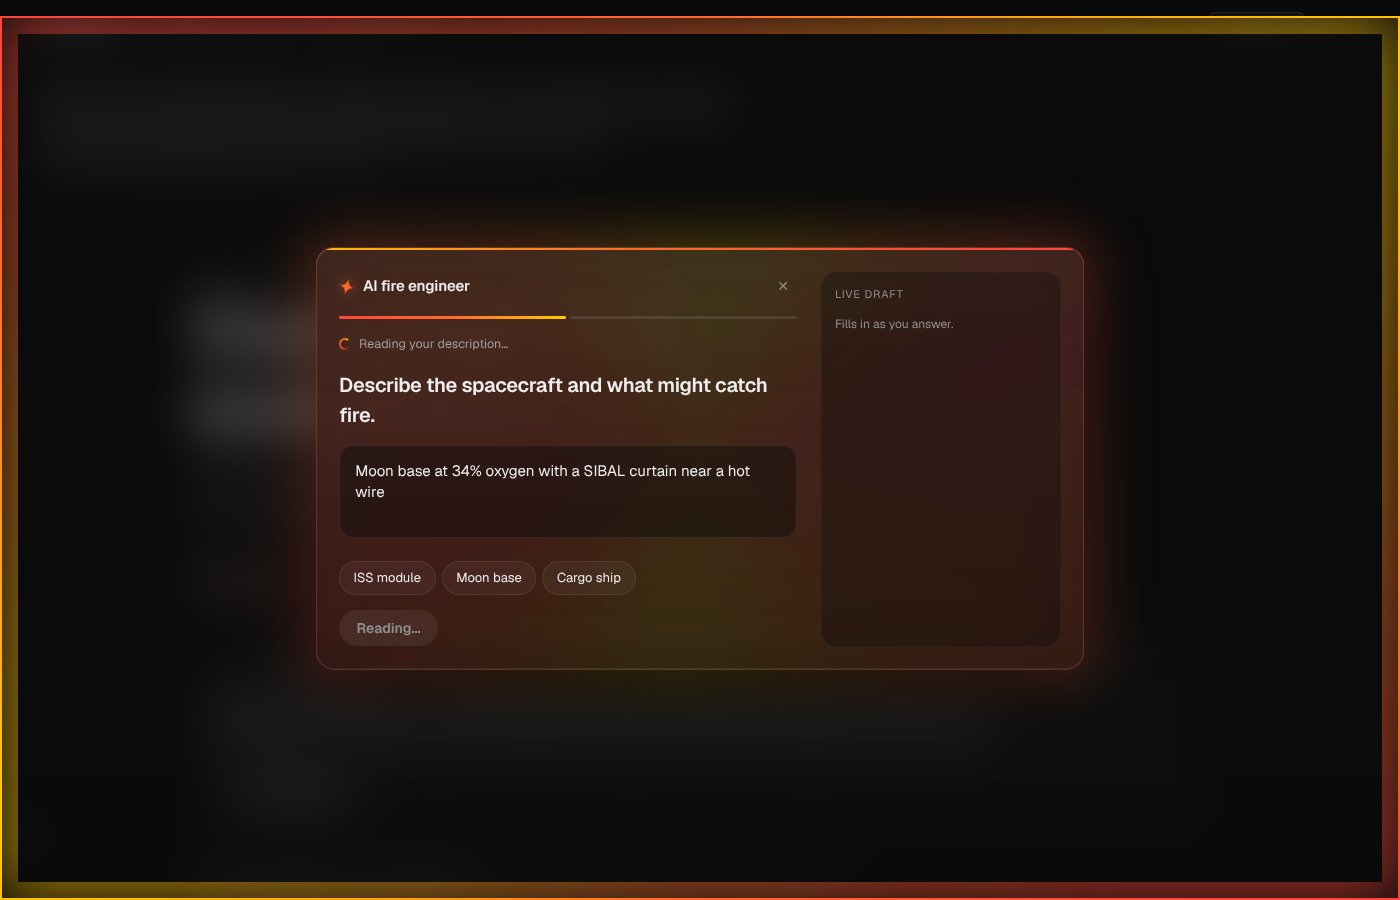 AI fire engineer
Reading your description...
Describe the spacecraft and what might catch
fire.
Moon base at 34% oxygen with a SIBAL curtain near a hot
wire
ISS module
Moon base
Cargo ship
Reading...
LIVE DRAFT
Fills in as you answer.